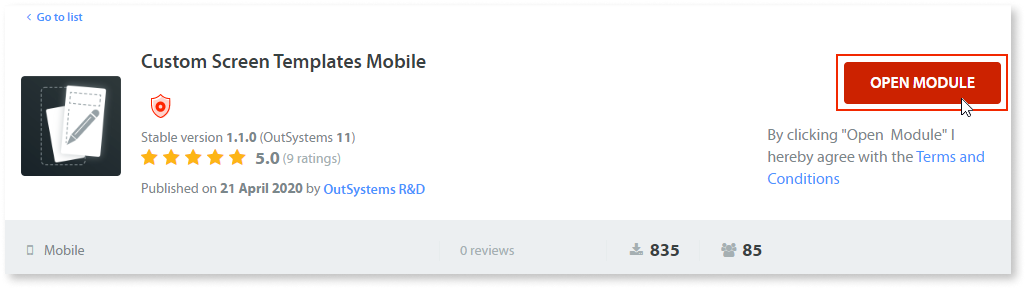 Go to list
Custom Screen Templates Mobile
OPEN MODULE
Stable version 1.1.0 (OutSystems 11)
5.0 (9 ratings)
Published on 21 April 2020 by OutSystems R&D
By clicking "Open Module" I
hereby agree with the Terms and
Conditions
Mobile
0 reviews
835
85